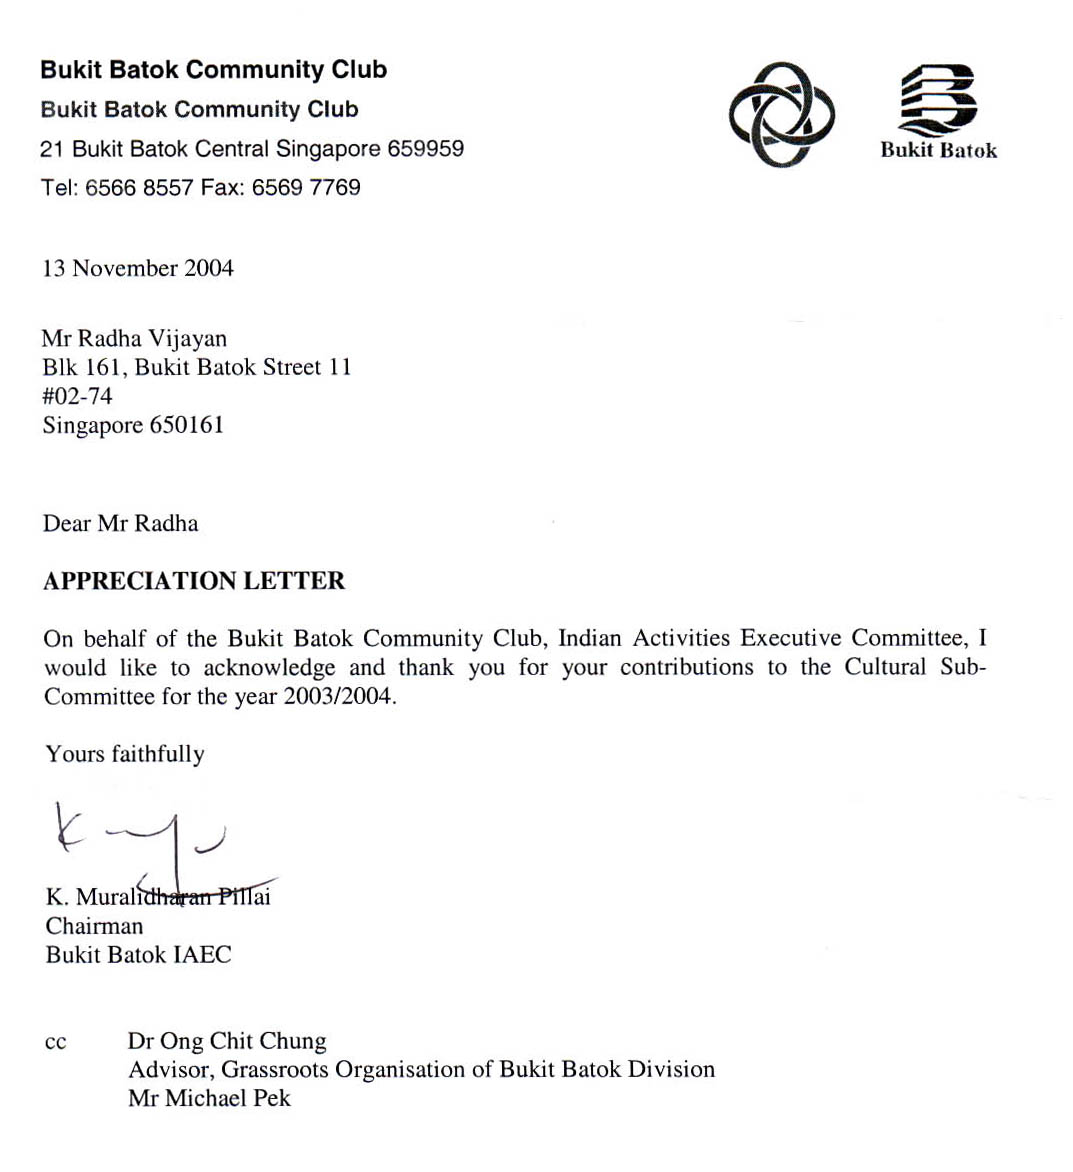 Bukit Batok Community Club
Bukit Batok Community Club
21 Bukit Batok Central Singapore 659959
Tel: 6566 8557 Fax: 6569 7769
Bukit Batok
13 November 2004
Mr Radha Vijayan
Blk 161, Bukit Batok Street 11
#02-74
Singapore 650161
Dear Mr Radha
APPRECIATION LETTER
On behalf of the Bukit Batok Community Club, Indian Activities Executive Committee, I
would like to acknowledge and thank you for your contributions to the Cultural Sub-
Committee for the year 2003/2004.
Yours faithfully
K. Muralidharan Pillai
Chairman
Bukit Batok IAEC
cc Dr Ong Chit Chung
Advisor, Grassroots Organisation of Bukit Batok Division
Mr Michael Pek